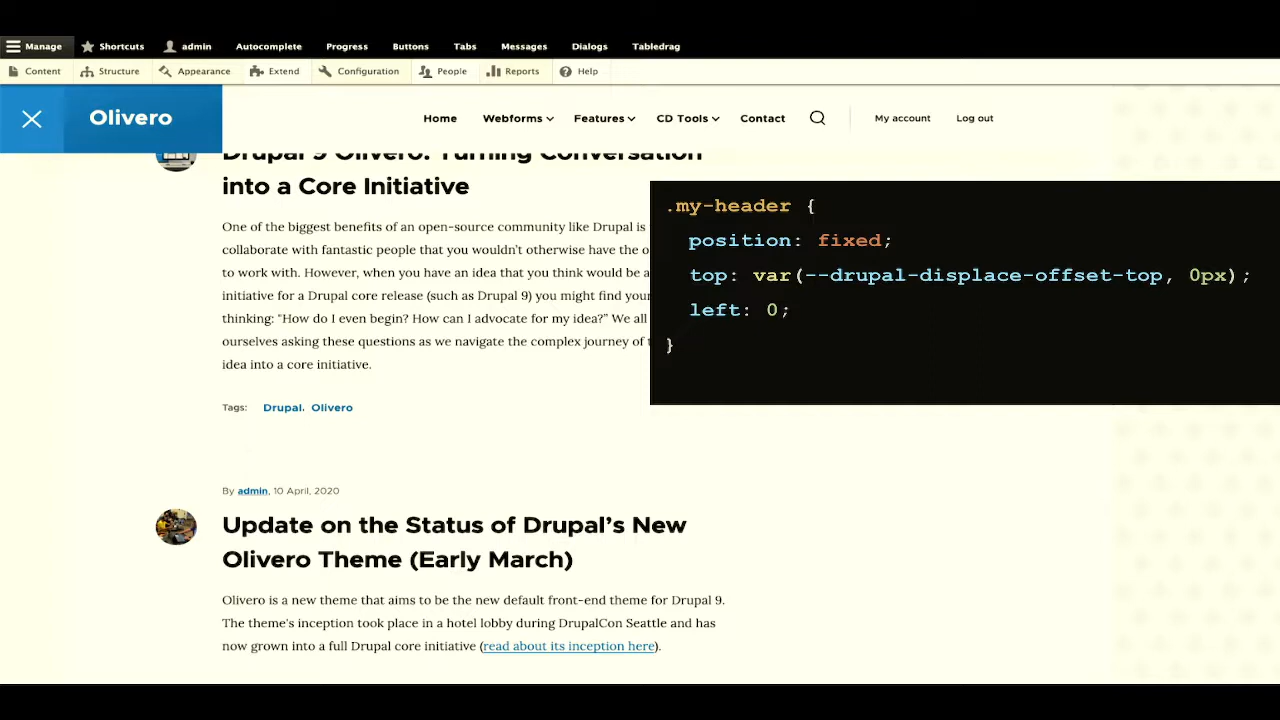 Manage Shortcuts admin Autocomplete Progress Buttons Tabs Messages Dialogs Tabledrag
Content Structure Appearance Extend Configuration People Reports Help
Olivero
Home Webforms Features CD Tools Contact My account Log out
Drupal 9 Olivero: Turning Conversation
into a Core Initiative
One of the biggest benefits of an open-source community like Drupal is
collaborate with fantastic people that you wouldn't otherwise have the
to work with. However, when you have an idea that you think would be a
initiative for a Drupal core release (such as Drupal 9) you might find
thinking: "How do I even begin? How can I advocate for my idea?" We all
ourselves asking these questions as we navigate the complex journey of
idea into a core initiative.
Tags: Drupal, Olivero
.my-header {
position: fixed;
top: var(--drupal-displace-offset-top, 0px);
left: 0;
}
By admin, 10 April, 2020
Update on the Status of Drupal's New
Olivero Theme (Early March)
Olivero is a new theme that aims to be the new default front-end theme for Drupal 9.
The theme's inception took place in a hotel lobby during DrupalCon Seattle and has
now grown into a full Drupal core initiative (read about its inception here).